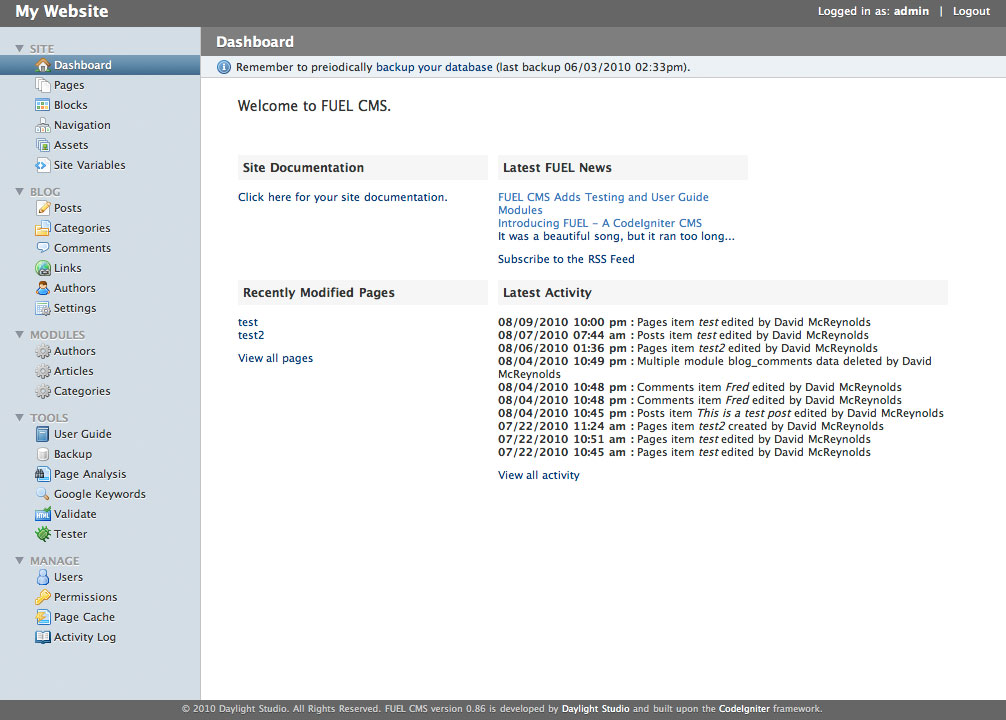 My Website
Logged in as: admin | Logout
SITE
Dashboard
Pages
Blocks
Navigation
Assets
Site Variables
BLOG
Posts
Categories
Comments
Links
Authors
Settings
MODULES
Authors
Articles
Categories
TOOLS
User Guide
Backup
Page Analysis
Google Keywords
Validate
Tester
MANAGE
Users
Permissions
Page Cache
Activity Log
Dashboard
Remember to preiodically backup your database (last backup 06/03/2010 02:33pm).
Welcome to FUEL CMS.
Site Documentation
Click here for your site documentation.
Latest FUEL News
FUEL CMS Adds Testing and User Guide
Modules
Introducing FUEL – A CodeIgniter CMS
It was a beautiful song, but it ran too long...
Subscribe to the RSS Feed
Recently Modified Pages
test
test2
View all pages
Latest Activity
08/09/2010 10:00 pm : Pages item test edited by David McReynolds
08/07/2010 07:44 am : Posts item test edited by David McReynolds
08/06/2010 01:36 pm : Pages item test2 edited by David McReynolds
08/04/2010 10:49 pm : Multiple module blog_comments data deleted by David
McReynolds
08/04/2010 10:48 pm : Comments item Fred edited by David McReynolds
08/04/2010 10:48 pm : Comments item Fred edited by David McReynolds
08/04/2010 10:45 pm : Posts item This is a test post edited by David McReynolds
07/22/2010 11:24 am : Pages item test2 created by David McReynolds
07/22/2010 10:51 am : Pages item test edited by David McReynolds
07/22/2010 10:45 am : Pages item test edited by David McReynolds
View all activity
© 2010 Daylight Studio. All Rights Reserved. FUEL CMS version 0.86 is developed by Daylight Studio and built upon the CodeIgniter framework.